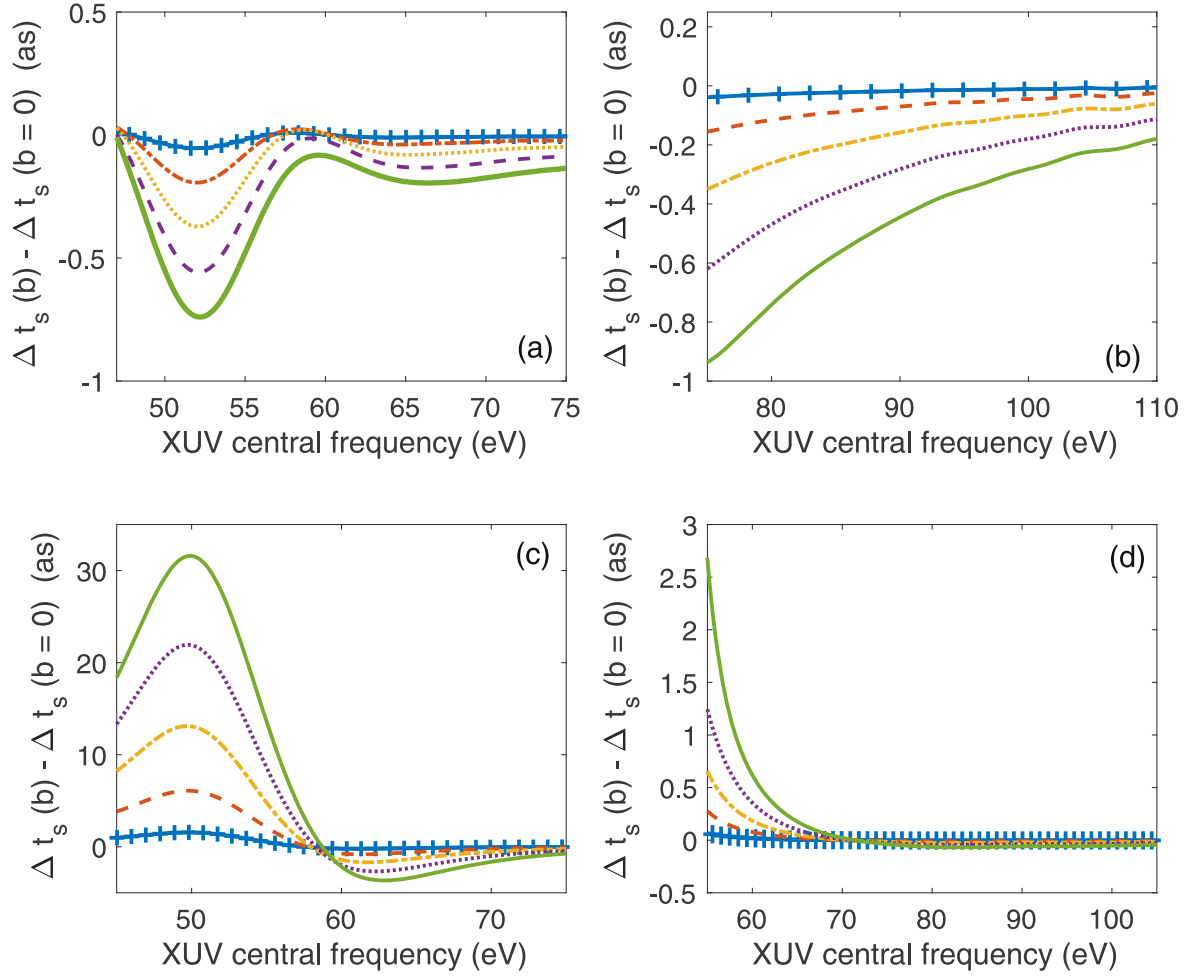 Δ t_s (b) - Δ t_s (b = 0) (as)
0.5
0
-0.5
-1
50 55 60 65 70 75
XUV central frequency (eV)
(a)
Δ t_s (b) - Δ t_s (b = 0) (as)
0.2
0
-0.2
-0.4
-0.6
-0.8
-1
80 90 100 110
XUV central frequency (eV)
(b)
Δ t_s (b) - Δ t_s (b = 0) (as)
30
20
10
0
50 60 70
XUV central frequency (eV)
(c)
Δ t_s (b) - Δ t_s (b = 0) (as)
3
2.5
2
1.5
1
0.5
0
-0.5
60 70 80 90 100
XUV central frequency (eV)
(d)